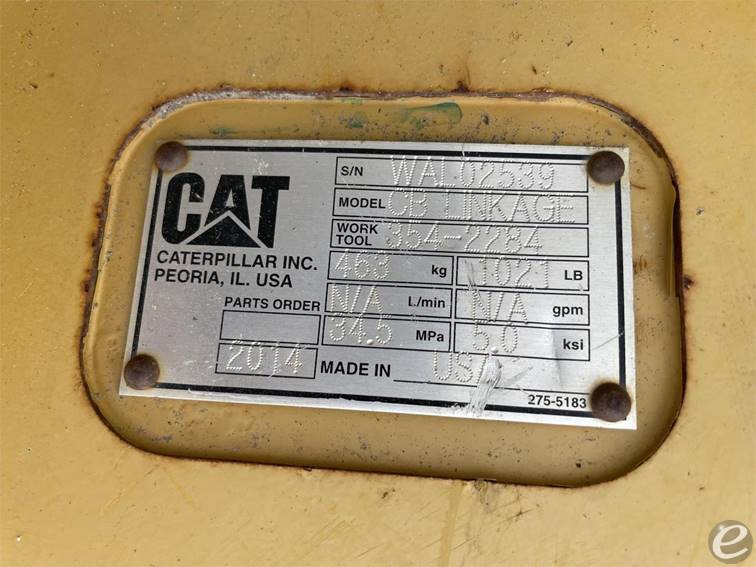 CAT
CATERPILLAR INC.
PEORIA, IL. USA
S/N WAL02539
MODEL CB LINKAGE
WORK TOOL 354-2284
463 kg 1021 LB
N/A L/min N/A gpm
PARTS ORDER
34.5 MPa 5.0 ksi
2014 MADE IN USA
275-5183
e